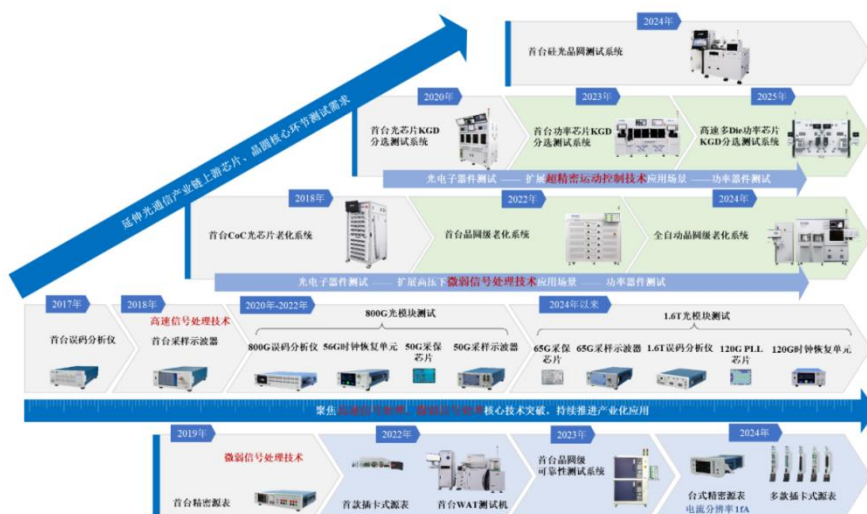 2024年
首台硅光晶圆测试系统
2020年
2023年
2025年
首台光芯片KGD
分选测试系统
首台功率芯片KGD
分选测试系统
高速多Die功率芯片
KGD分选测试系统
延伸光通信产业链上游芯片、晶圆核心环节测试需求
光电子器件测试 —— 扩展超精密运动控制技术应用场景 —— 功率器件测试
2018年
2022年
2024年
首台CoC光芯片老化系统
首台晶圆级老化系统
全自动晶圆级老化系统
光电子器件测试 —— 扩展高压下微弱信号处理技术应用场景 —— 功率器件测试
2017年
2018年
2020年-2022年
2024年以来
高速信号处理技术
800G光模块测试
1.6T光模块测试
首台误码分析仪
首台采样示波器
800G误码分析仪
56G时钟恢复单元
50G采保
芯片
50G采样示波器
65G采保
芯片
65G采样示波器
1.6T误码分析仪
120G PLL
芯片
120G时钟恢复单元
聚焦高速信号处理、微弱信号处理核心技术突破，持续推进产业化应用
2019年
2022年
2023年
2024年
微弱信号处理技术
首台精密源表
首款插卡式源表
首台WAT测试机
首台晶圆级
可靠性测试系统
台式精密源表
电流分辨率1fA
多款插卡式源表